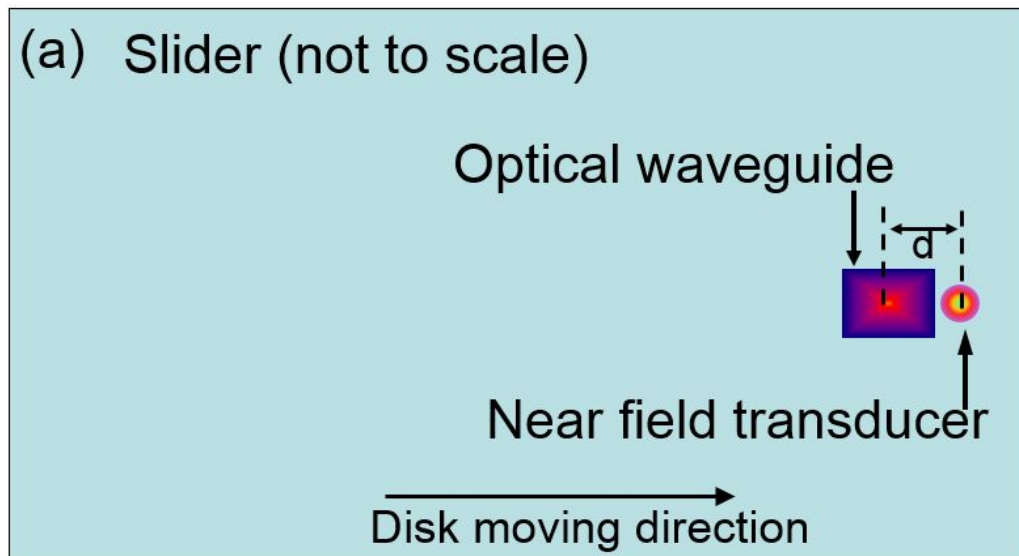 (a) Slider (not to scale)
Optical waveguide
d
Near field transducer
Disk moving direction